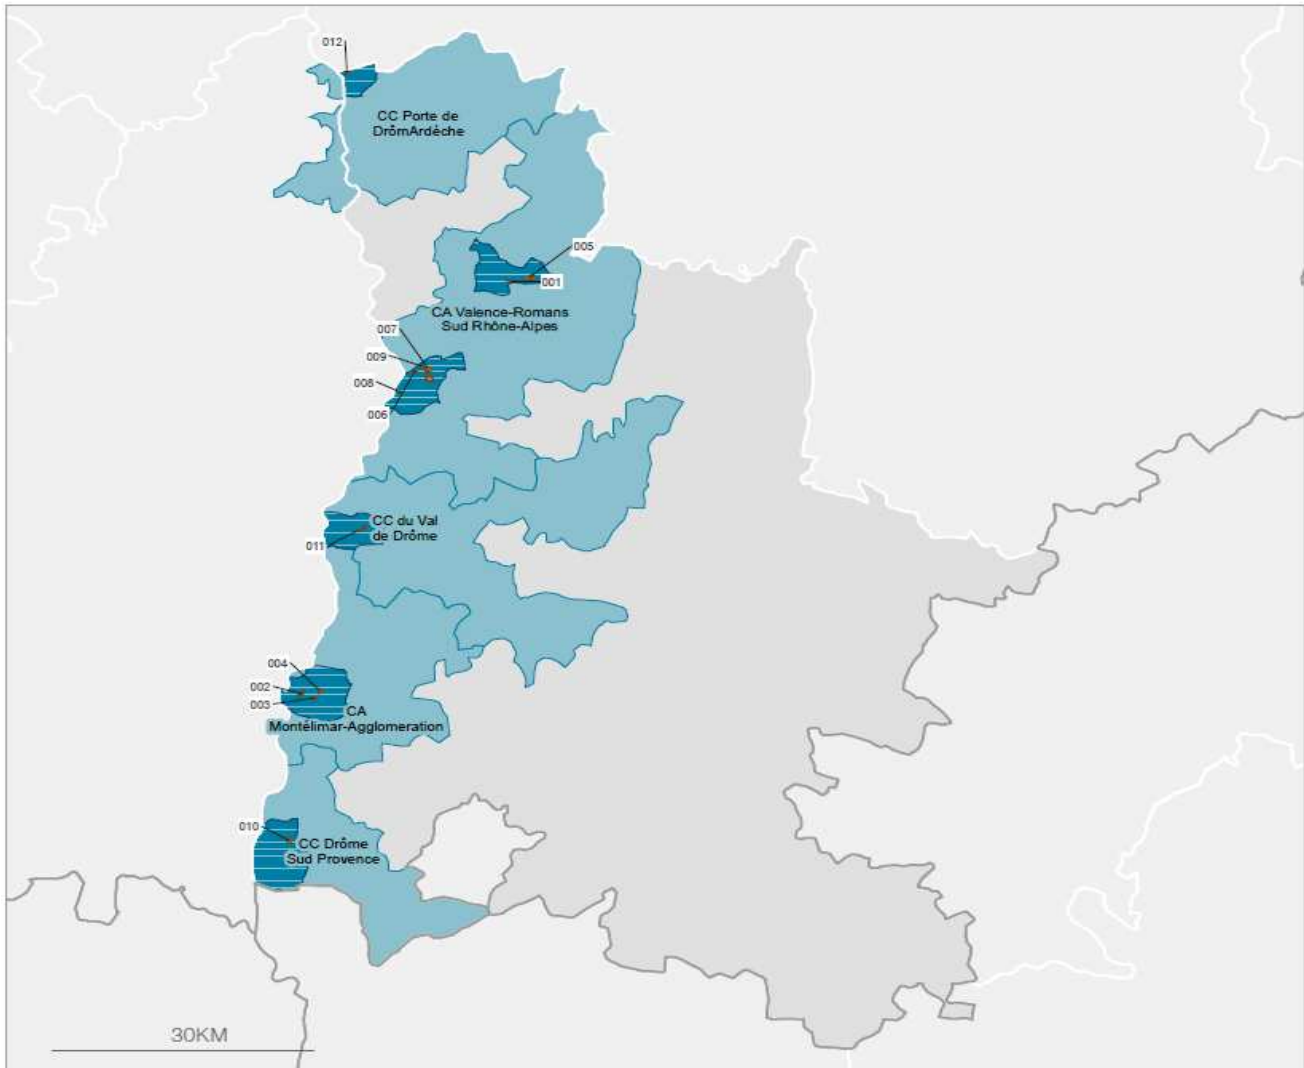 012
CC Porte de
DrômArdèche
005
001
CA Valence-Romans
Sud Rhône-Alpes
007
009
008
006
CC du Val
de Drôme
011
004
002
003
CA
Montélimar-Agglomeration
010
CC Drôme
Sud Provence
30KM